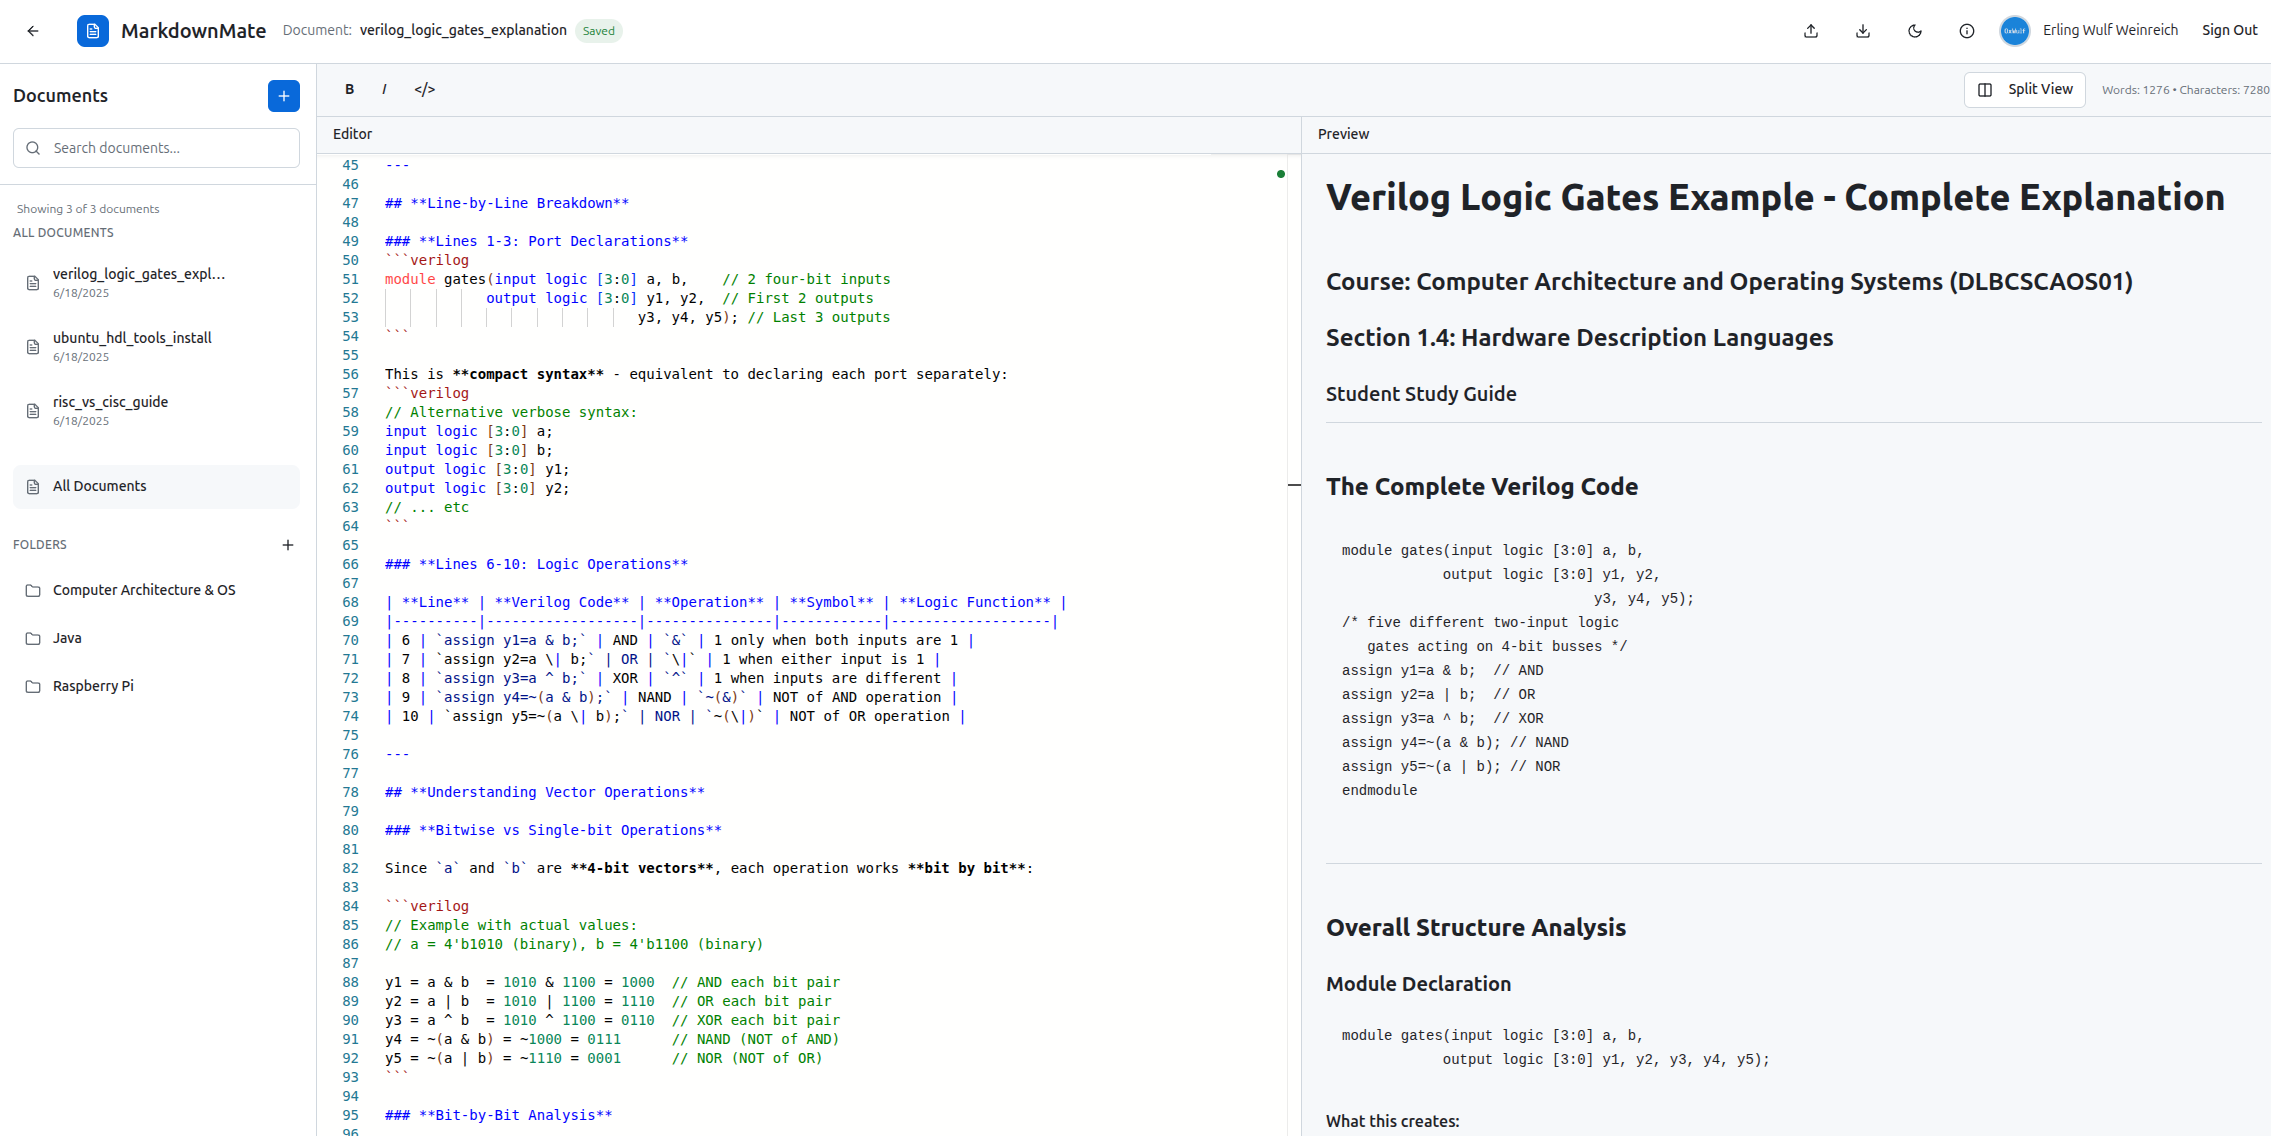 MarkdownMate Document: verilog_logic_gates_explanation Saved
0xWulf Erling Wulf Weinreich Sign Out
Documents
Search documents...
Showing 3 of 3 documents
ALL DOCUMENTS
verilog_logic_gates_expl...
6/18/2025
ubuntu_hdl_tools_install
6/18/2025
risc_vs_cisc_guide
6/18/2025
All Documents
FOLDERS
Computer Architecture & OS
Java
Raspberry Pi
B I </>
Split View Words: 1276 • Characters: 7280
Editor
45 ---
46
47 ## **Line-by-Line Breakdown**
48
49 ### **Lines 1-3: Port Declarations**
50 ```verilog
51 module gates(input logic [3:0] a, b,    // 2 four-bit inputs
52             output logic [3:0] y1, y2,  // First 2 outputs
53                               y3, y4, y5); // Last 3 outputs
54 ```
55
56 This is **compact syntax** - equivalent to declaring each port separately:
57 ```verilog
58 // Alternative verbose syntax:
59 input logic [3:0] a;
60 input logic [3:0] b;
61 output logic [3:0] y1;
62 output logic [3:0] y2;
63 // ... etc
64 ```
65
66 ### **Lines 6-10: Logic Operations**
67
68 | **Line** | **Verilog Code** | **Operation** | **Symbol** | **Logic Function** |
69 |----------|------------------|---------------|------------|-------------------|
70 | 6 | `assign y1=a & b;` | AND | `&` | 1 only when both inputs are 1 |
71 | 7 | `assign y2=a \| b;` | OR | `\|` | 1 when either input is 1 |
72 | 8 | `assign y3=a ^ b;` | XOR | `^` | 1 when inputs are different |
73 | 9 | `assign y4=~(a & b);` | NAND | `~(&)` | NOT of AND operation |
74 | 10 | `assign y5=~(a \| b);` | NOR | `~(\|)` | NOT of OR operation |
75
76 ---
77
78 ## **Understanding Vector Operations**
79
80 ### **Bitwise vs Single-bit Operations**
81
82 Since `a` and `b` are **4-bit vectors**, each operation works **bit by bit**:
83
84 ```verilog
85 // Example with actual values:
86 // a = 4'b1010 (binary), b = 4'b1100 (binary)
87
88 y1 = a & b  = 1010 & 1100 = 1000  // AND each bit pair
89 y2 = a | b  = 1010 | 1100 = 1110  // OR each bit pair
90 y3 = a ^ b  = 1010 ^ 1100 = 0110  // XOR each bit pair
91 y4 = ~(a & b) = ~1000 = 0111      // NAND (NOT of AND)
92 y5 = ~(a | b) = ~1110 = 0001      // NOR (NOT of OR)
93 ```
94
95 ### **Bit-by-Bit Analysis**
96
Preview
Verilog Logic Gates Example - Complete Explanation
Course: Computer Architecture and Operating Systems (DLBCSCAOS01)
Section 1.4: Hardware Description Languages
Student Study Guide
The Complete Verilog Code
module gates(input logic [3:0] a, b,
            output logic [3:0] y1, y2,
                              y3, y4, y5);
/* five different two-input logic
   gates acting on 4-bit busses */
assign y1=a & b;  // AND
assign y2=a | b;  // OR
assign y3=a ^ b;  // XOR
assign y4=~(a & b); // NAND
assign y5=~(a | b); // NOR
endmodule
Overall Structure Analysis
Module Declaration
module gates(input logic [3:0] a, b,
            output logic [3:0] y1, y2, y3, y4, y5);
What this creates: